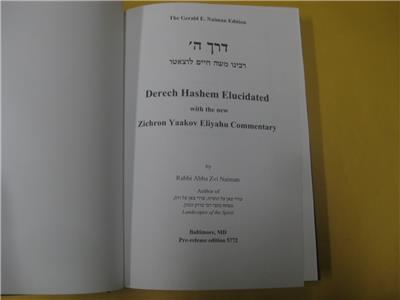 The Gerald E. Naiman Edition
דרך ה׳
רבינו משה חיים לוצאטו
Derech Hashem Elucidated
with the new
Zichron Yaakov Eliyahu Commentary
by
Rabbi Abba Zvi Naiman
Author of
Landscapes of the Spirit
Baltimore, MD
Pre-release edition 5772